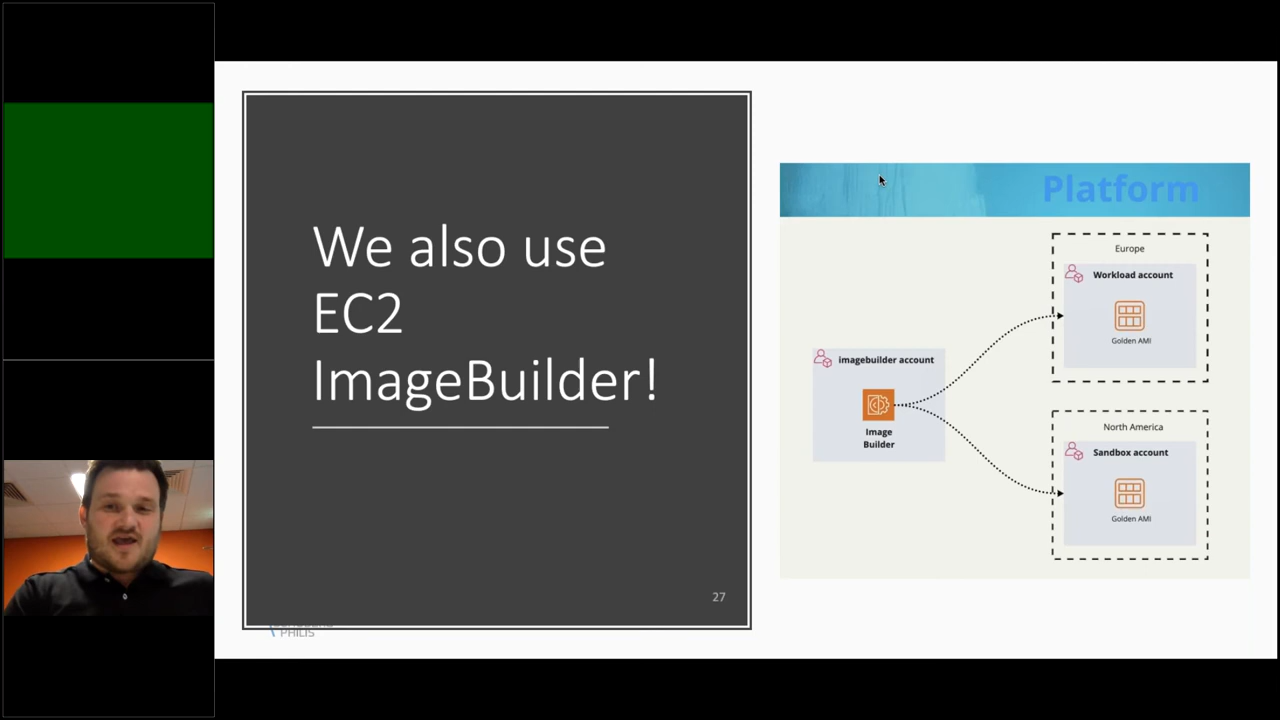 We also use
EC2
ImageBuilder!
27
PHILIS
Platform
Europe
Workload account
Golden AMI
imagebuilder account
Image
Builder
North America
Sandbox account
Golden AMI